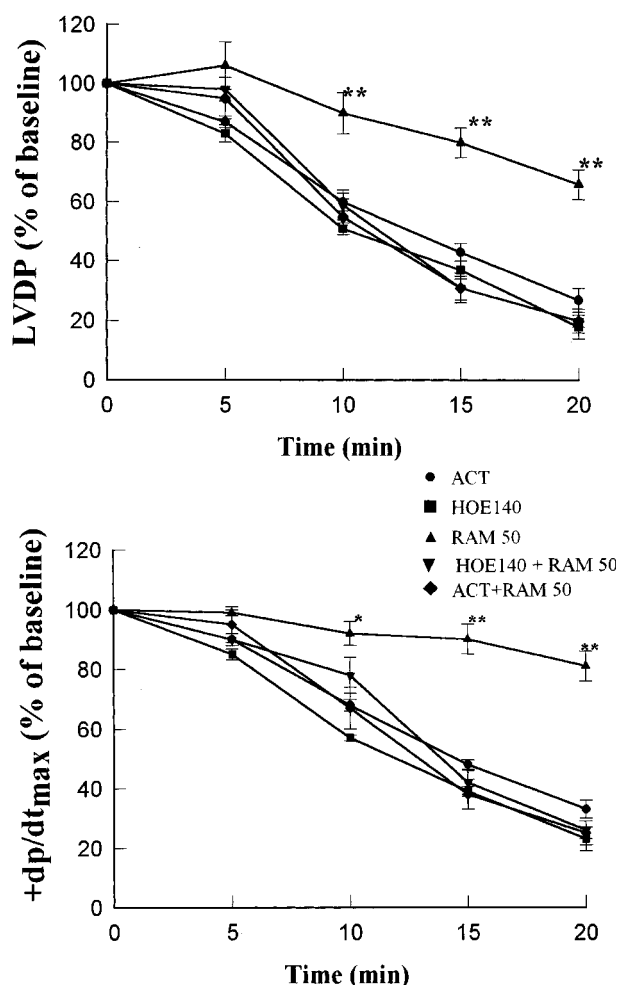 LVDP (% of baseline)
120
100
80
60
40
20
0
** ** **
0 5 10 15 20
Time (min)
ACT
HOE140
RAM 50
HOE140 + RAM 50
ACT+RAM 50
+dp/dtmax (% of baseline)
120
100
80
60
40
20
0
* ** **
0 5 10 15 20
Time (min)